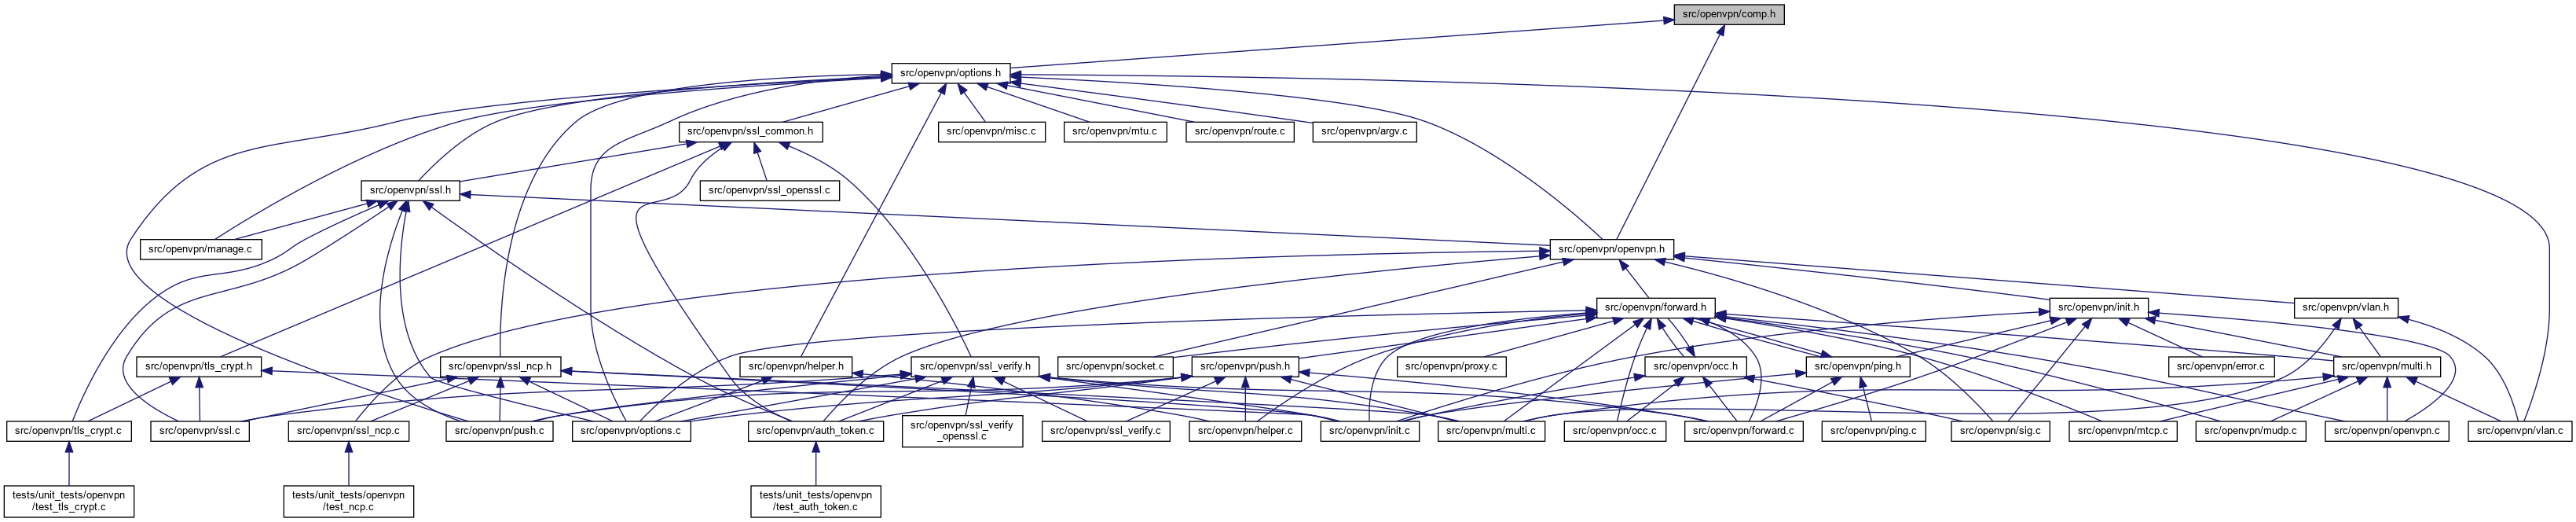 src/openvpn/comp.h
src/openvpn/options.h
src/openvpn/ssl_common.h
src/openvpn/misc.c
src/openvpn/mtu.c
src/openvpn/route.c
src/openvpn/argv.c
src/openvpn/ssl.h
src/openvpn/ssl_openssl.c
src/openvpn/manage.c
src/openvpn/openvpn.h
src/openvpn/forward.h
src/openvpn/init.h
src/openvpn/vlan.h
src/openvpn/tls_crypt.h
src/openvpn/ssl_ncp.h
src/openvpn/helper.h
src/openvpn/ssl_verify.h
src/openvpn/socket.c
src/openvpn/push.h
src/openvpn/proxy.c
src/openvpn/occ.h
src/openvpn/ping.h
src/openvpn/error.c
src/openvpn/multi.h
src/openvpn/tls_crypt.c
src/openvpn/ssl.c
src/openvpn/ssl_ncp.c
src/openvpn/push.c
src/openvpn/options.c
src/openvpn/auth_token.c
src/openvpn/ssl_verify
_openssl.c
src/openvpn/ssl_verify.c
src/openvpn/helper.c
src/openvpn/init.c
src/openvpn/multi.c
src/openvpn/occ.c
src/openvpn/forward.c
src/openvpn/ping.c
src/openvpn/sig.c
src/openvpn/mtcp.c
src/openvpn/mudp.c
src/openvpn/openvpn.c
src/openvpn/vlan.c
tests/unit_tests/openvpn
/test_tls_crypt.c
tests/unit_tests/openvpn
/test_ncp.c
tests/unit_tests/openvpn
/test_auth_token.c